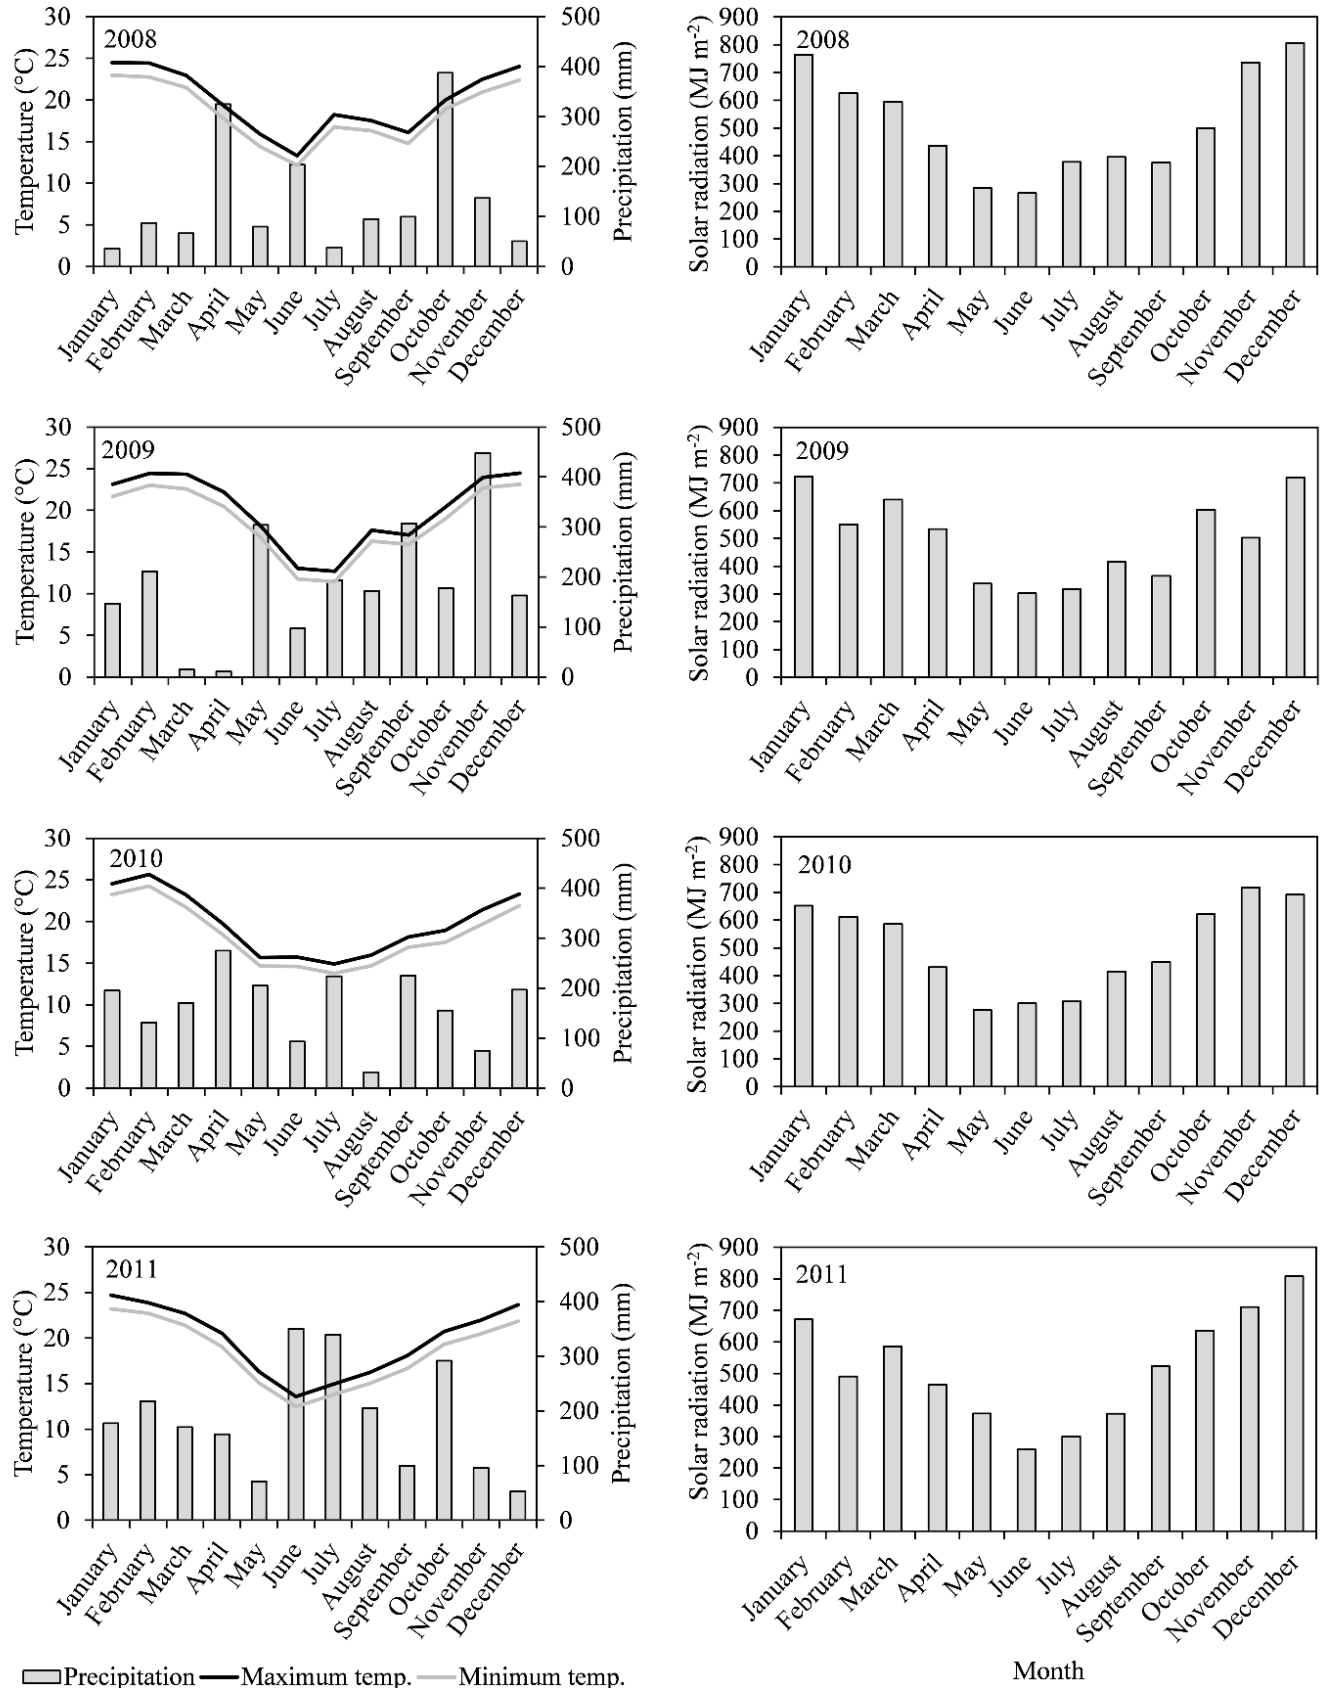 2008
Temperature (°C)
30
25
20
15
10
5
0
Precipitation (mm)
500
400
300
200
100
0
January
February
March
April
May
June
July
August
September
October
November
December
2008
Solar radiation (MJ m-2)
900
800
700
600
500
400
300
200
100
0
January
February
March
April
May
June
July
August
September
October
November
December
2009
Temperature (°C)
30
25
20
15
10
5
0
Precipitation (mm)
500
400
300
200
100
0
January
February
March
April
May
June
July
August
September
October
November
December
2009
Solar radiation (MJ m-2)
900
800
700
600
500
400
300
200
100
0
January
February
March
April
May
June
July
August
September
October
November
December
2010
Temperature (°C)
30
25
20
15
10
5
0
Precipitation (mm)
500
400
300
200
100
0
January
February
March
April
May
June
July
August
September
October
November
December
2010
Solar radiation (MJ m-2)
900
800
700
600
500
400
300
200
100
0
January
February
March
April
May
June
July
August
September
October
November
December
2011
Temperature (°C)
30
25
20
15
10
5
0
Precipitation (mm)
500
400
300
200
100
0
January
February
March
April
May
June
July
August
September
October
November
December
2011
Solar radiation (MJ m-2)
900
800
700
600
500
400
300
200
100
0
January
February
March
April
May
June
July
August
September
October
November
December
Precipitation Maximum temp. Minimum temp.
Month